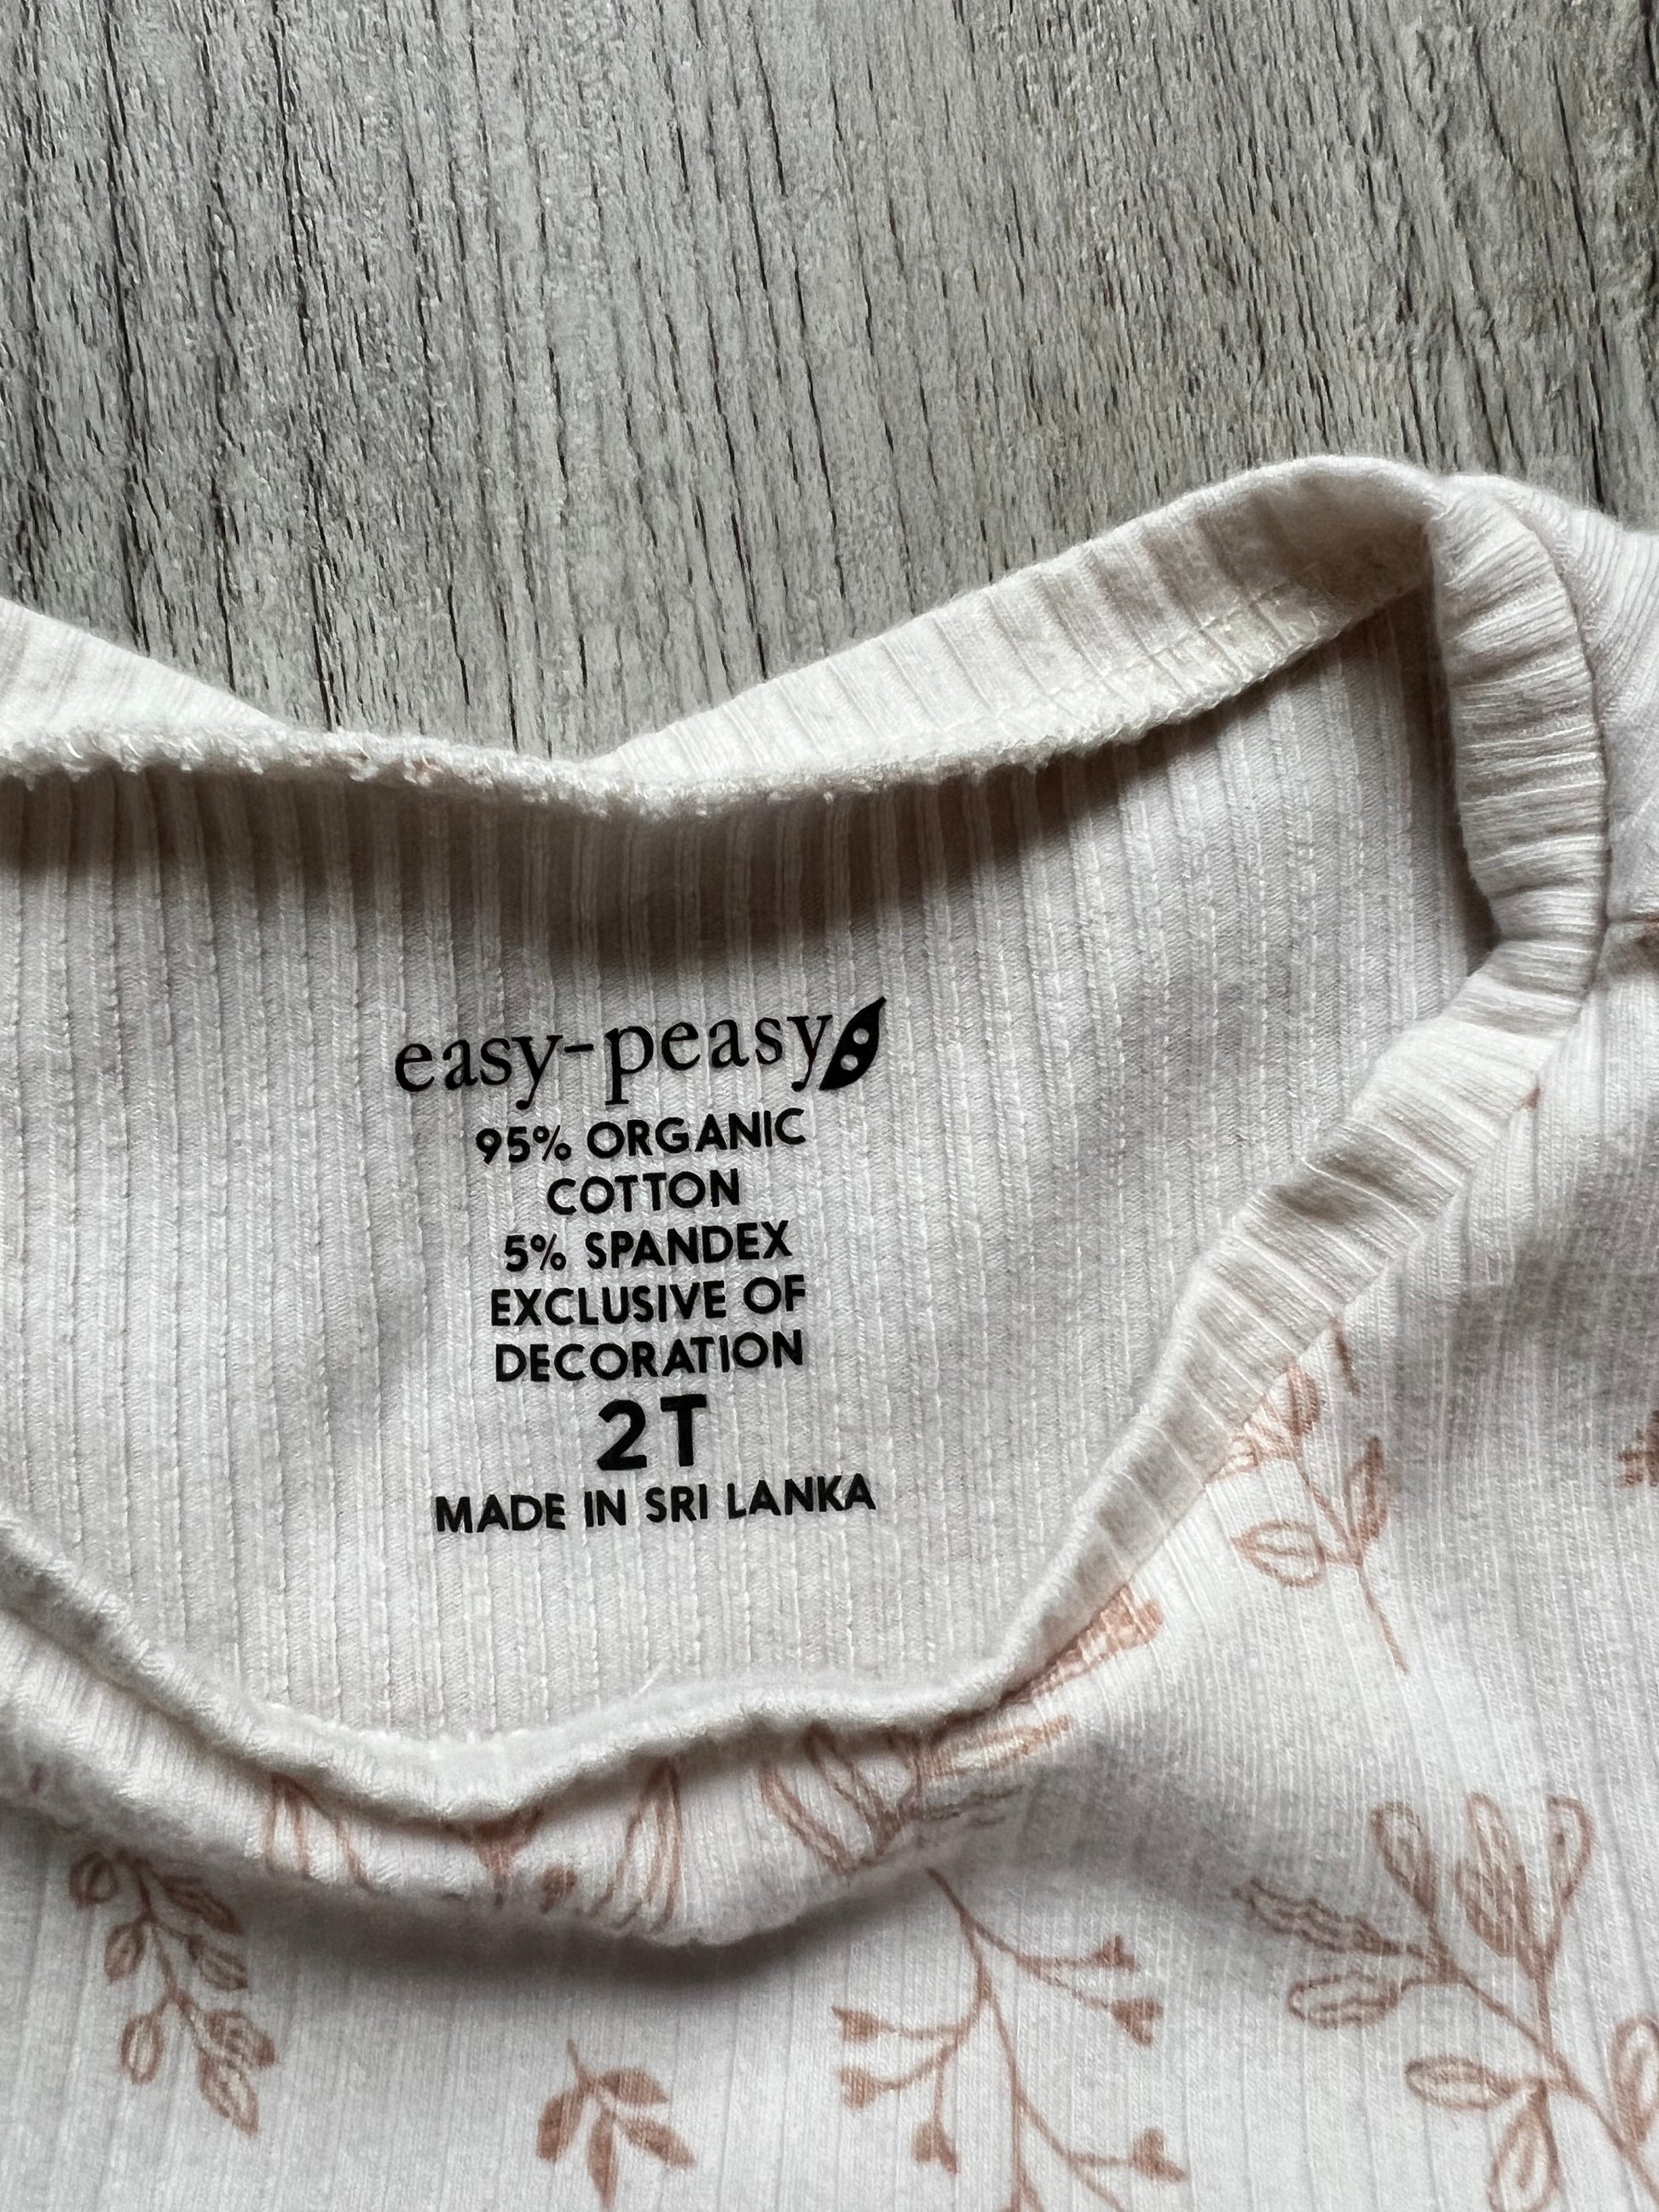 easy-peasy
95% ORGANIC
COTTON
5% SPANDEX
EXCLUSIVE OF
DECORATION
2T
MADE IN SRI LANKA